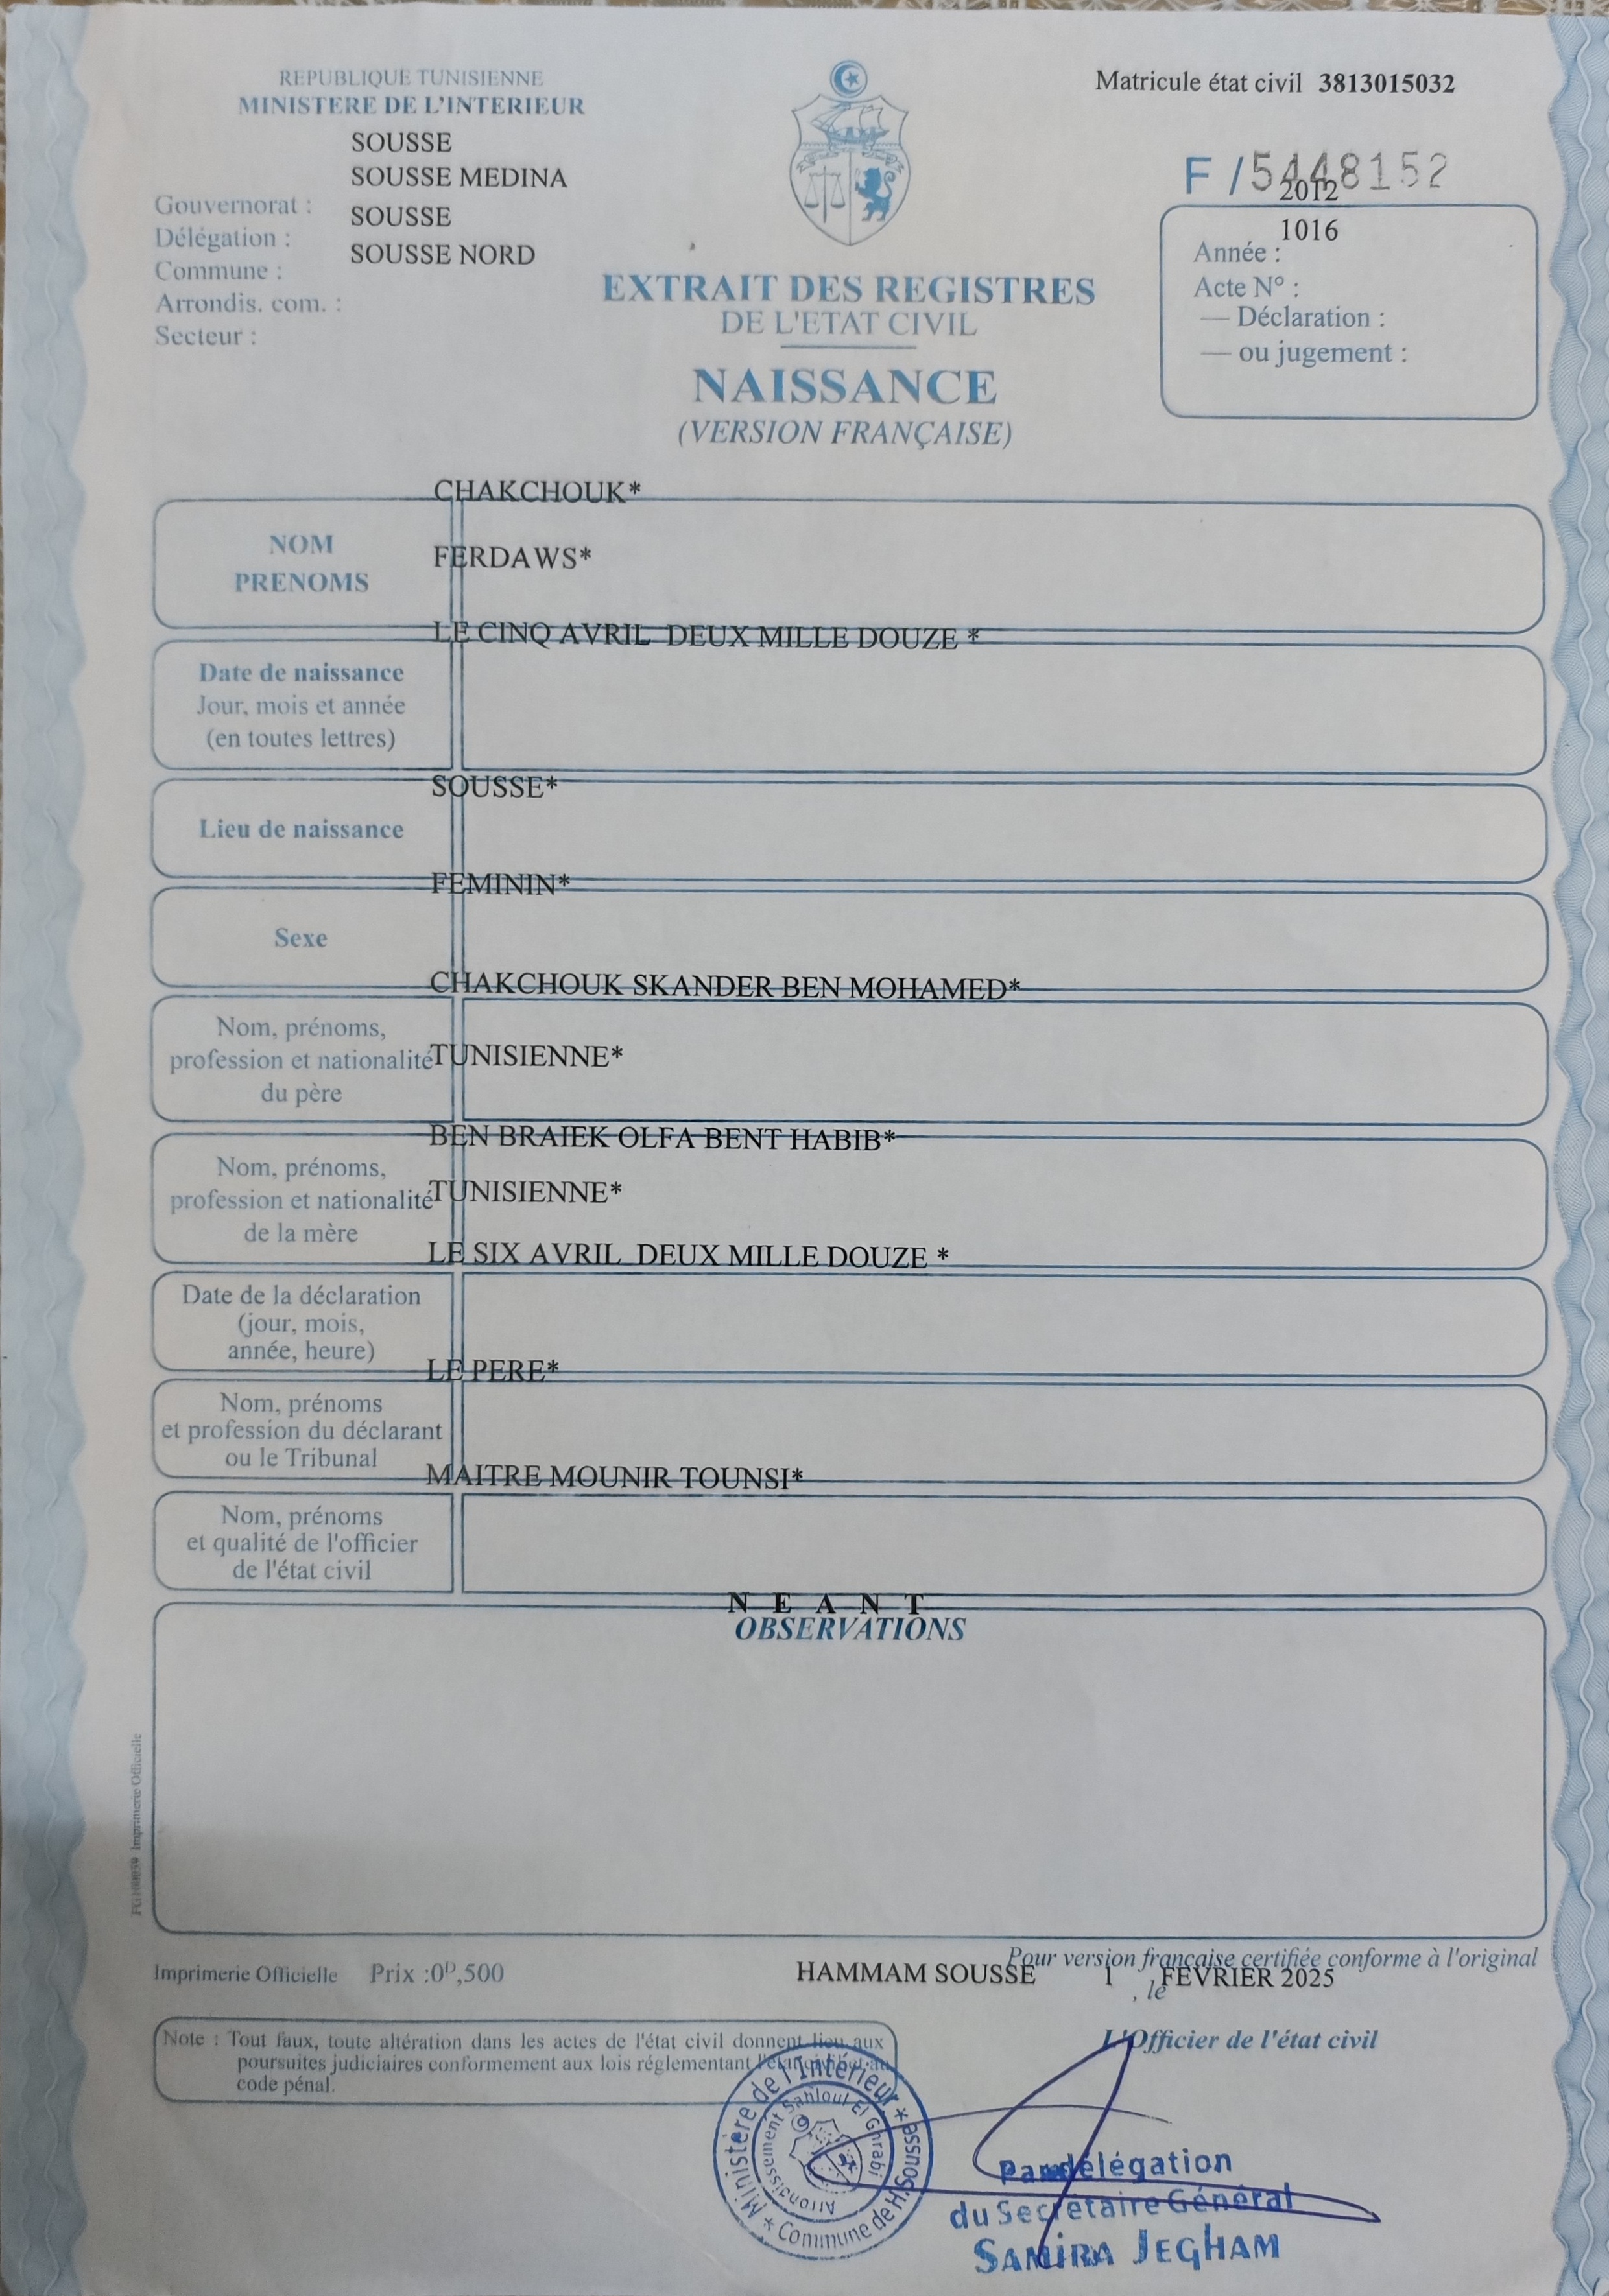 REPUBLIQUE TUNISIENNE
MINISTERE DE L'INTERIEUR
SOUSSE
SOUSSE MEDINA
Gouvernorat :
SOUSSE
Délégation :
SOUSSE NORD
Commune :
Arrondis. com. :
Secteur :
Matricule état civil 3813015032
F / 5448152
2012
1016
Année :
Acte N° :
— Déclaration :
— ou jugement :
EXTRAIT DES REGISTRES
DE L'ETAT CIVIL
NAISSANCE
(VERSION FRANÇAISE)
CHAKCHOUK*
NOM
FERDAWS*
PRENOMS
LE CINQ AVRIL DEUX MILLE DOUZE *
Date de naissance
Jour, mois et année
(en toutes lettres)
SOUSSE*
Lieu de naissance
FEMININ*
Sexe
CHAKCHOUK SKANDER BEN MOHAMED*
Nom, prénoms,
profession et nationalité TUNISIENNE*
du père
BEN BRAIEK OLFA BENT HABIB*
Nom, prénoms,
profession et nationalité TUNISIENNE*
de la mère
LE SIX AVRIL DEUX MILLE DOUZE *
Date de la déclaration
(jour, mois,
année, heure)
LE PERE*
Nom, prénoms
et profession du déclarant
ou le Tribunal
MAITRE MOUNIR TOUNSI*
Nom, prénoms
et qualité de l'officier
de l'état civil
N E A N T
OBSERVATIONS
Imprimerie Officielle
Imprimerie Officielle Prix :0ᴰ,500
Pour version française certifiée conforme à l'original
HAMMAM SOUSSE 1 , le FEVRIER 2025
Note : Tout faux, toute altération dans les actes de l'état civil donnent lieu aux
poursuites judiciaires conformement aux lois réglementant l'état civil et au
code pénal.
L'Officier de l'état civil
* Ministère de l'Intérieur * Commune de H.Sousse
Arrondissement Sahloul El Gharabi
Par délégation
du Secrétaire Général
SAMIRA JEGHAM